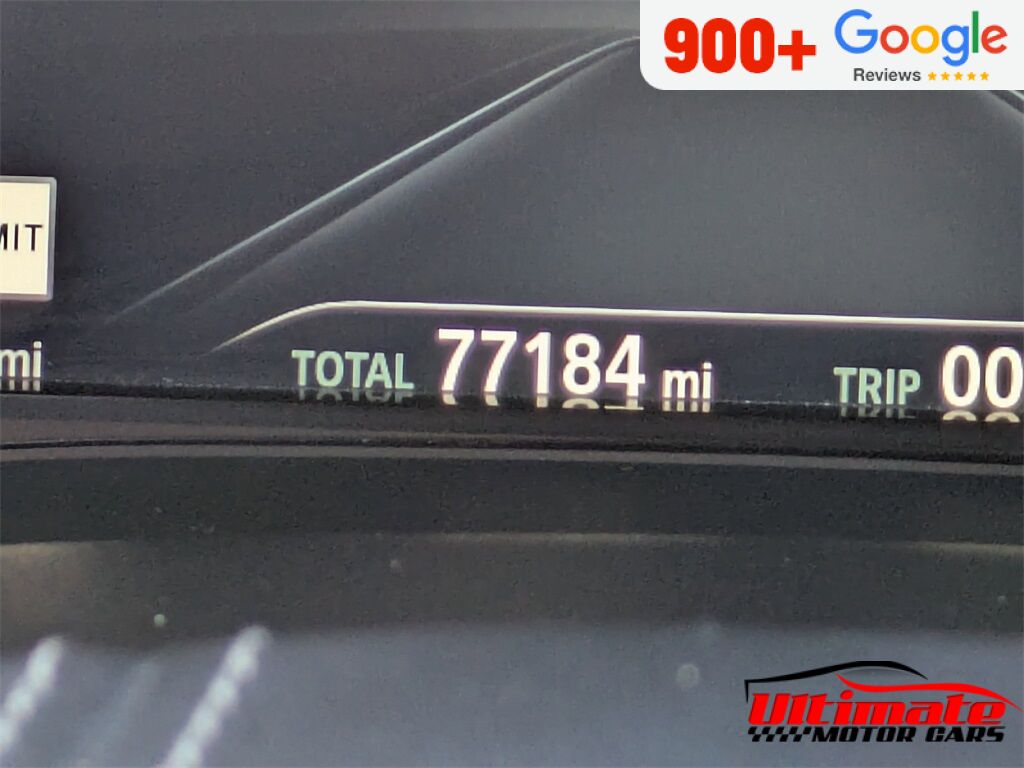 900+ Google
Reviews
MIT
mi
TOTAL 77184 mi TRIP 00
Ultimate
MOTOR CARS